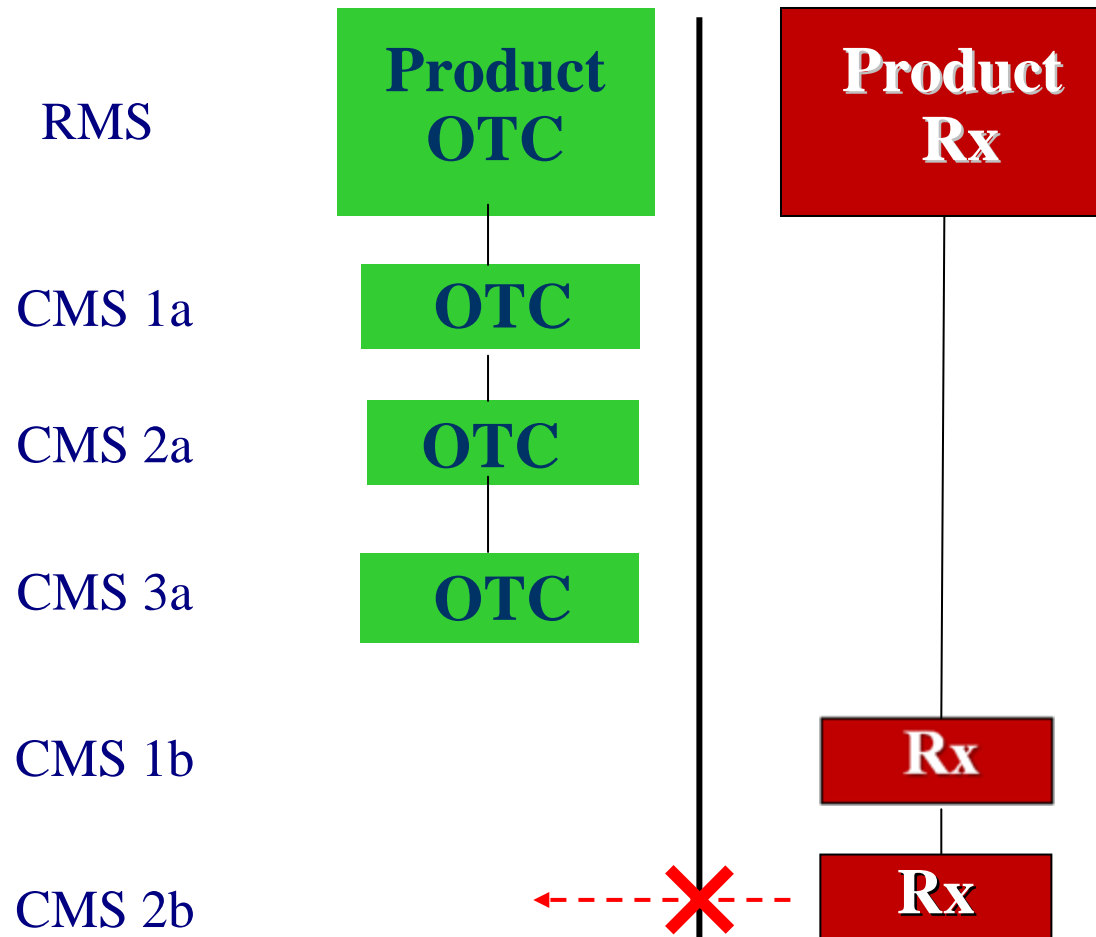 RMS
Product
OTC
Product
Rx
CMS 1a
OTC
CMS 2a
OTC
CMS 3a
OTC
CMS 1b
Rx
CMS 2b
Rx